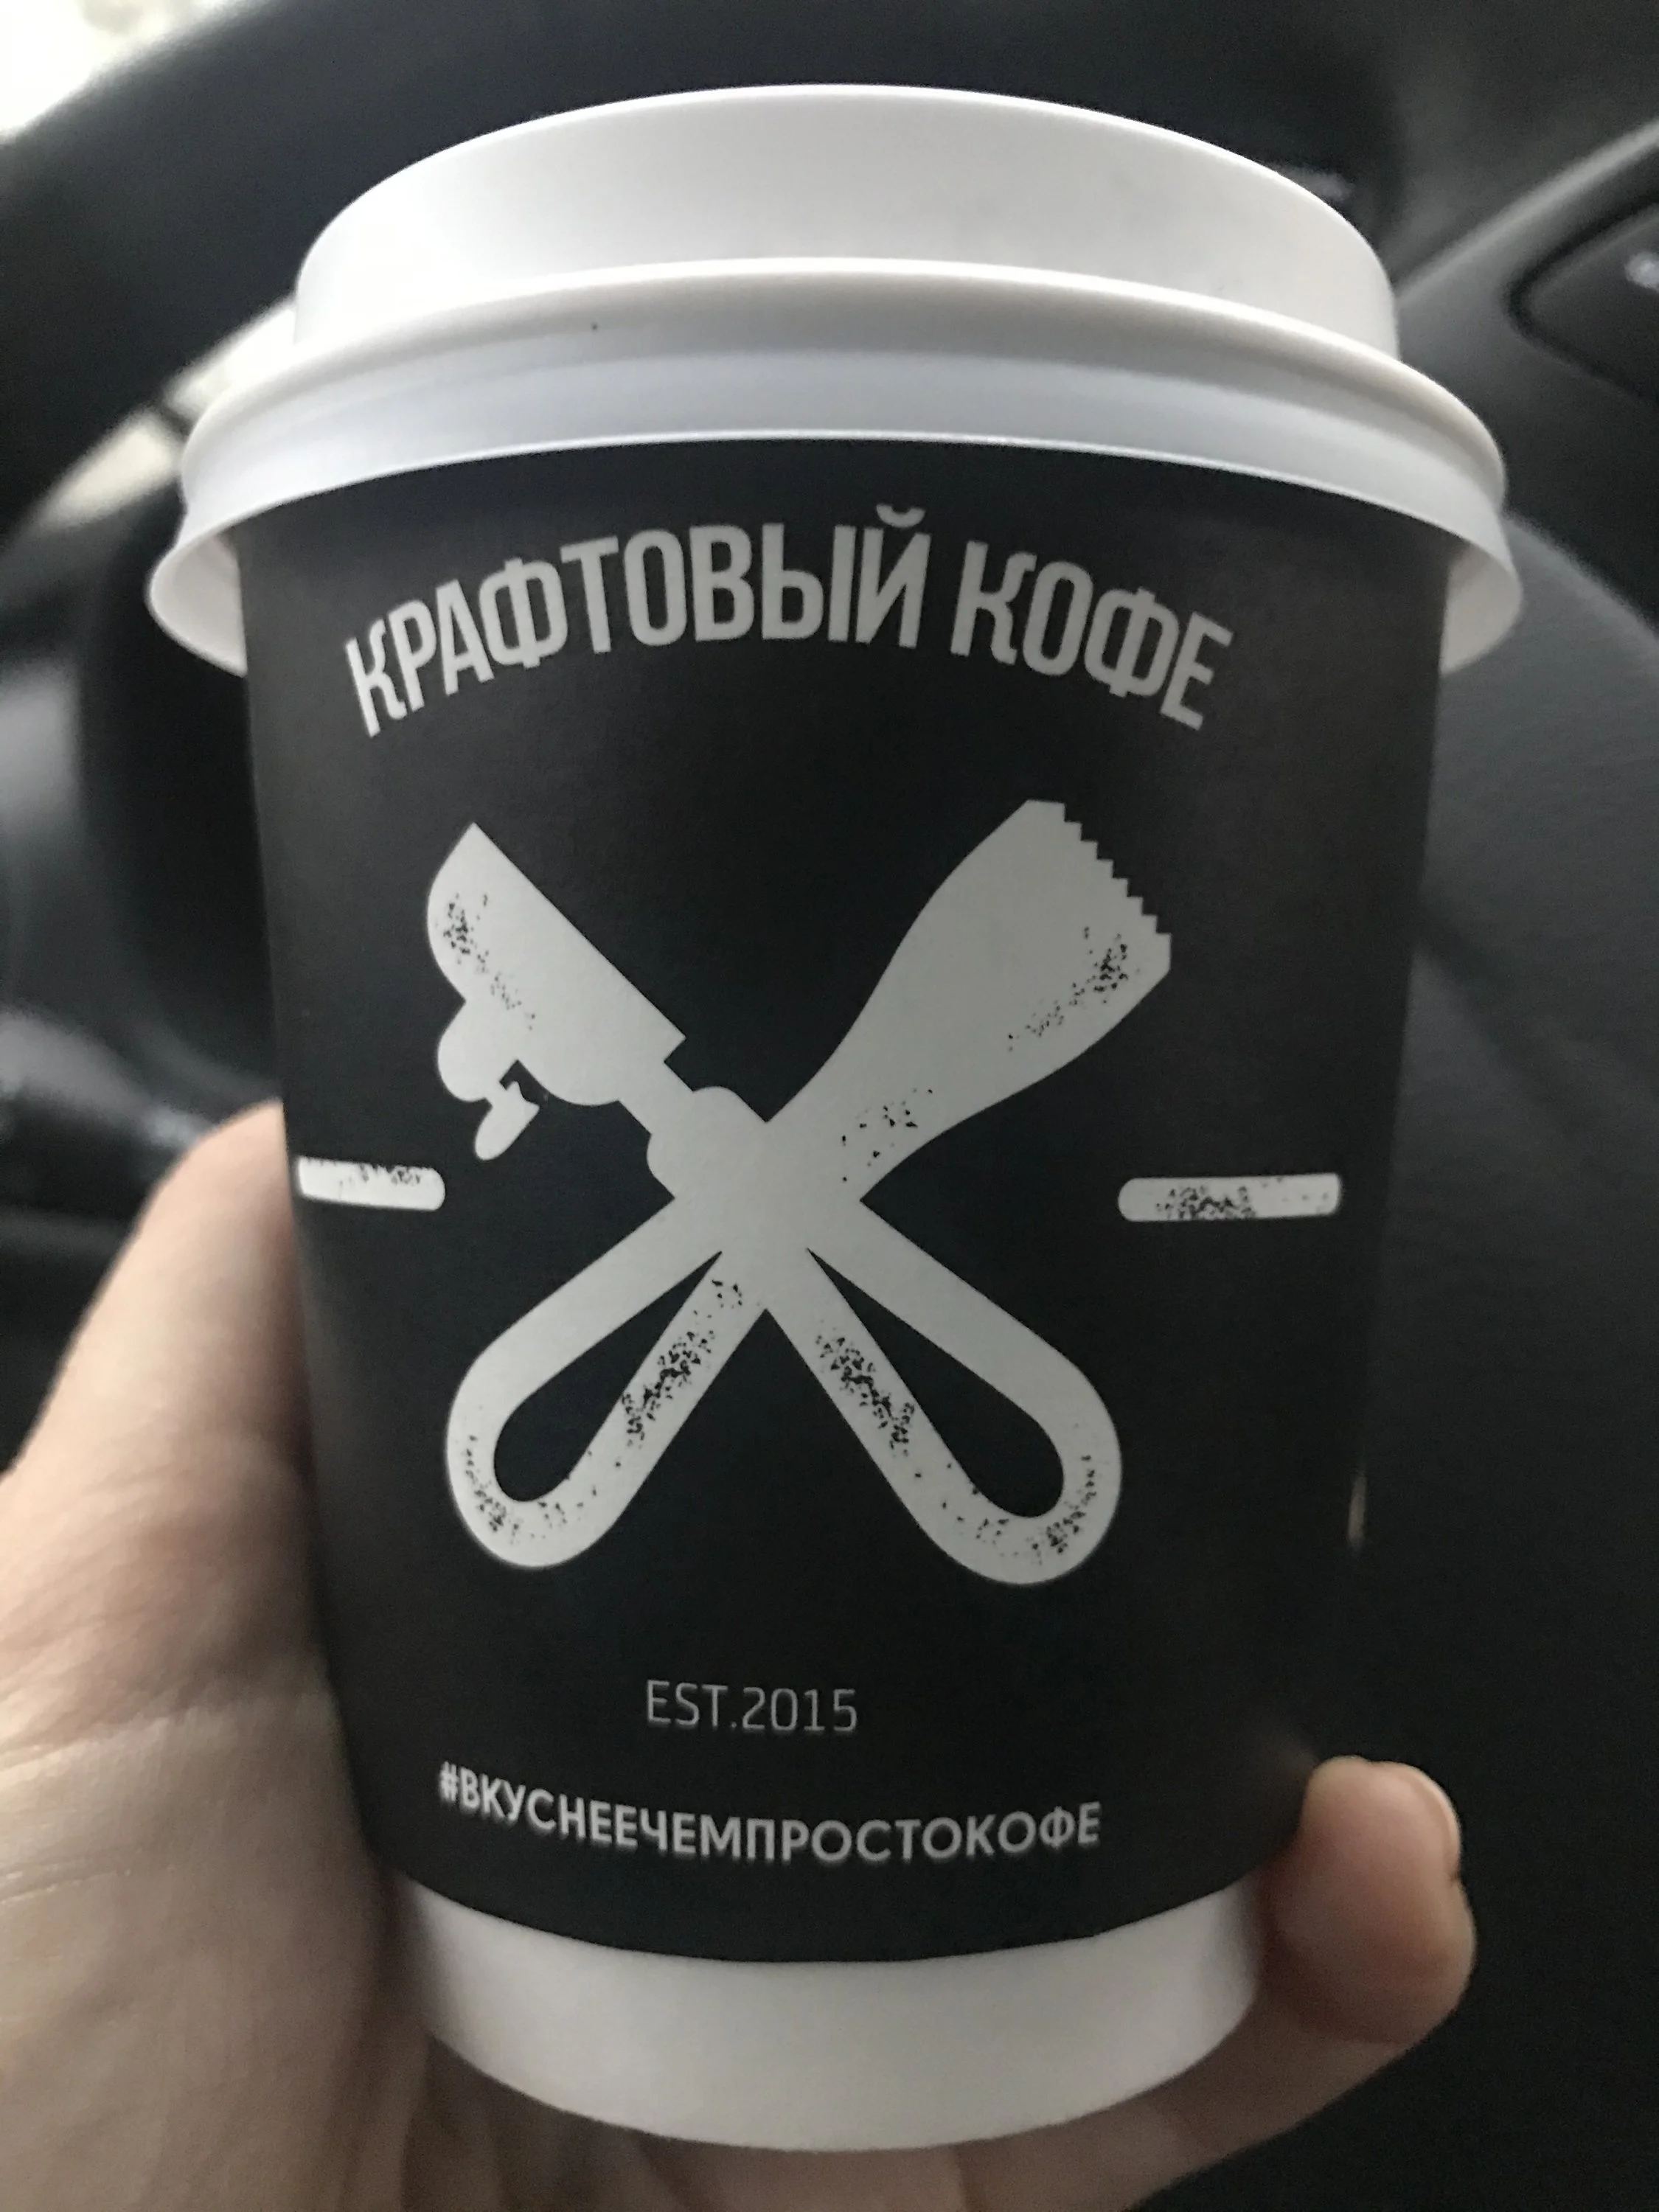 КРАФТОВЫЙ КОФЕ
EST.2015
#ВКУСНЕЕЧЕМПРОСТОКОФЕ